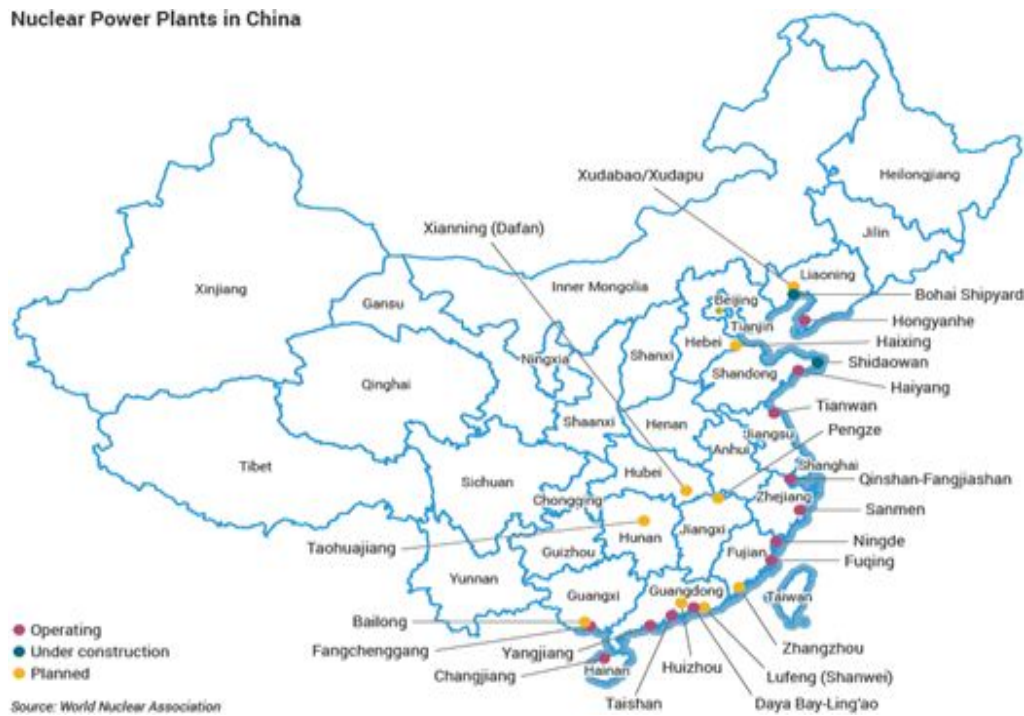 Nuclear Power Plants in China
Heilongjiang
Xudabao/Xudapu
Jilin
Xianning (Dafan)
Liaoning
Xinjiang
Inner Mongolia
Gansu
Beijing
Bohai Shipyard
Hongyanhe
Tianjin
Hebei
Haixing
Shanxi
Ningxia
Shidaowan
Shandong
Qinghai
Haiyang
Tianwan
Shaanxi
Henan
Jiangsu
Pengze
Anhui
Tibet
Shanghai
Hubei
Sichuan
Qinshan-Fangjiashan
Zhejiang
Chongqing
Sanmen
Jiangxi
Hunan
Ningde
Taohuajiang
Guizhou
Fujian
Fuqing
Yunnan
Guangxi
Guangdong
Taiwan
Bailong
Operating
Zhangzhou
Fangchenggang
Under construction
Yangjiang
Huizhou
Hainan
Planned
Changjiang
Lufeng (Shanwei)
Taishan
Daya Bay-Ling'ao
Source: World Nuclear Association